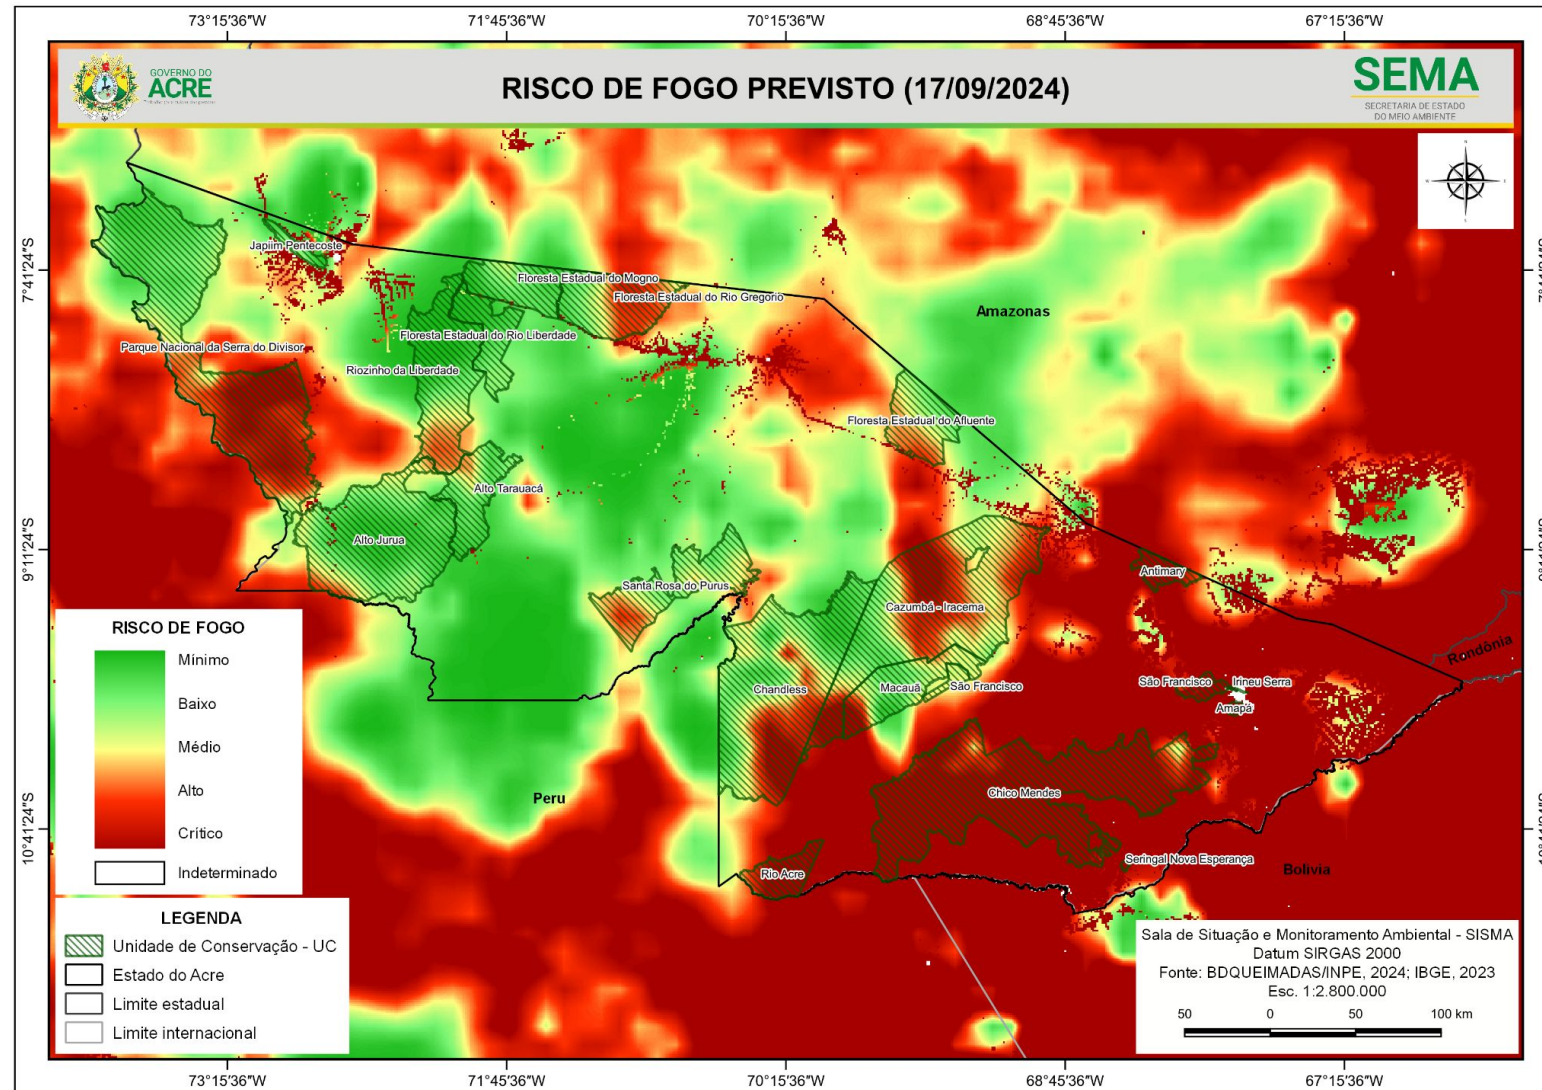 73°15'36"W
71°45'36"W
70°15'36"W
68°45'36"W
67°15'36"W
GOVERNO DO
ACRE
RISCO DE FOGO PREVISTO (17/09/2024)
SEMA
SECRETARIA DE ESTADO
DO MEIO AMBIENTE
N
W
E
S
7°41'24"S
9°11'24"S
10°41'24"S
Japiim Pentecoste
Floresta Estadual do Mogno
Floresta Estadual do Rio Gregório
Amazonas
Floresta Estadual do Rio Liberdade
Parque Nacional da Serra do Divisor
Riozinho da Liberdade
Floresta Estadual do Afluente
Alto Tarauacá
Alto Jurua
Antimary
Santa Rosa do Purus
Cazumbá - Iracema
Rondônia
Chandless
Macauã
São Francisco
São Francisco
Irineu Serra
Amapá
Chico Mendes
Peru
Seringal Nova Esperança
Rio Acre
Bolivia
RISCO DE FOGO
Mínimo
Baixo
Médio
Alto
Crítico
Indeterminado
LEGENDA
Unidade de Conservação - UC
Estado do Acre
Limite estadual
Limite internacional
Sala de Situação e Monitoramento Ambiental - SISMA
Datum SIRGAS 2000
Fonte: BDQUEIMADAS/INPE, 2024; IBGE, 2023
Esc. 1:2.800.000
50 0 50 100 km
73°15'36"W
71°45'36"W
70°15'36"W
68°45'36"W
67°15'36"W